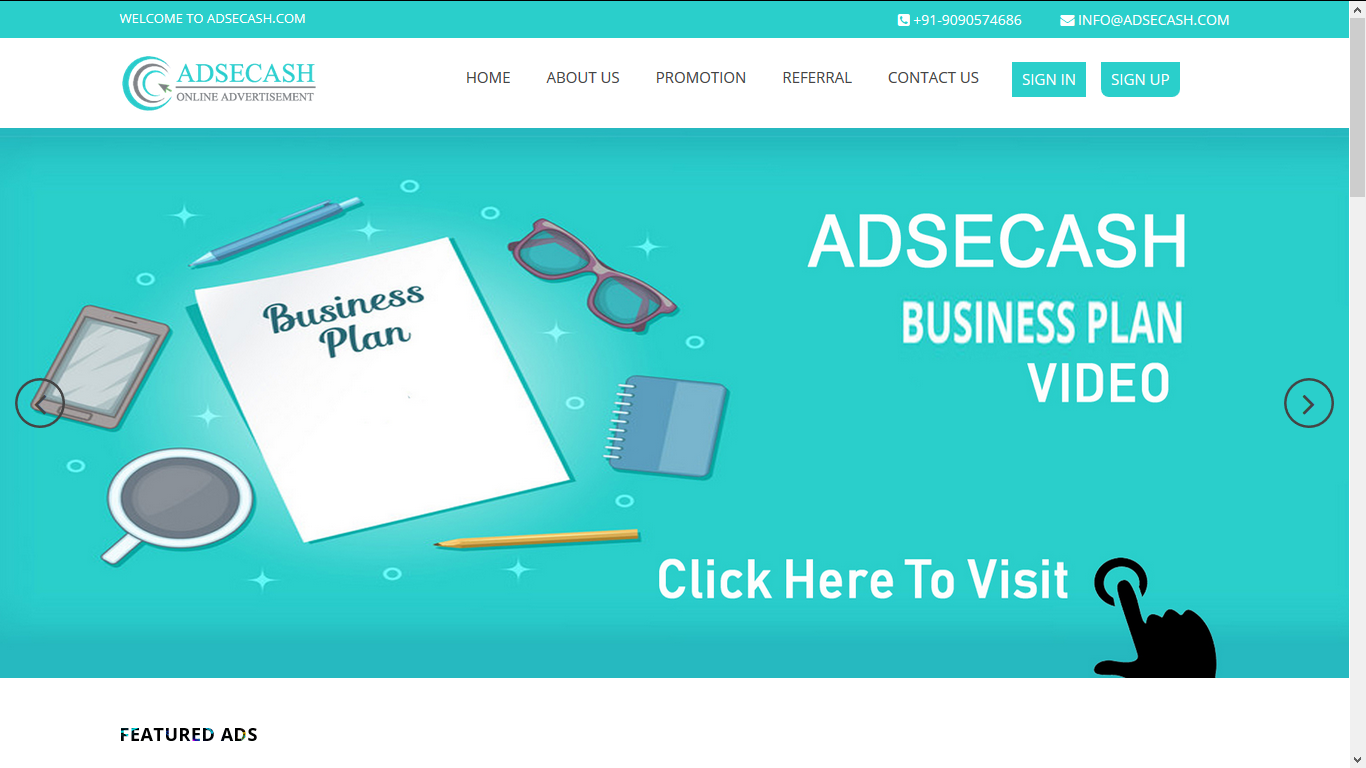 WELCOME TO ADSECASH.COM
+91-9090574686
INFO@ADSECASH.COM
ADSECASH
ONLINE ADVERTISEMENT
HOME
ABOUT US
PROMOTION
REFERRAL
CONTACT US
SIGN IN
SIGN UP
Business
Plan
ADSECASH
BUSINESS PLAN
VIDEO
Click Here To Visit
FEATURED ADS